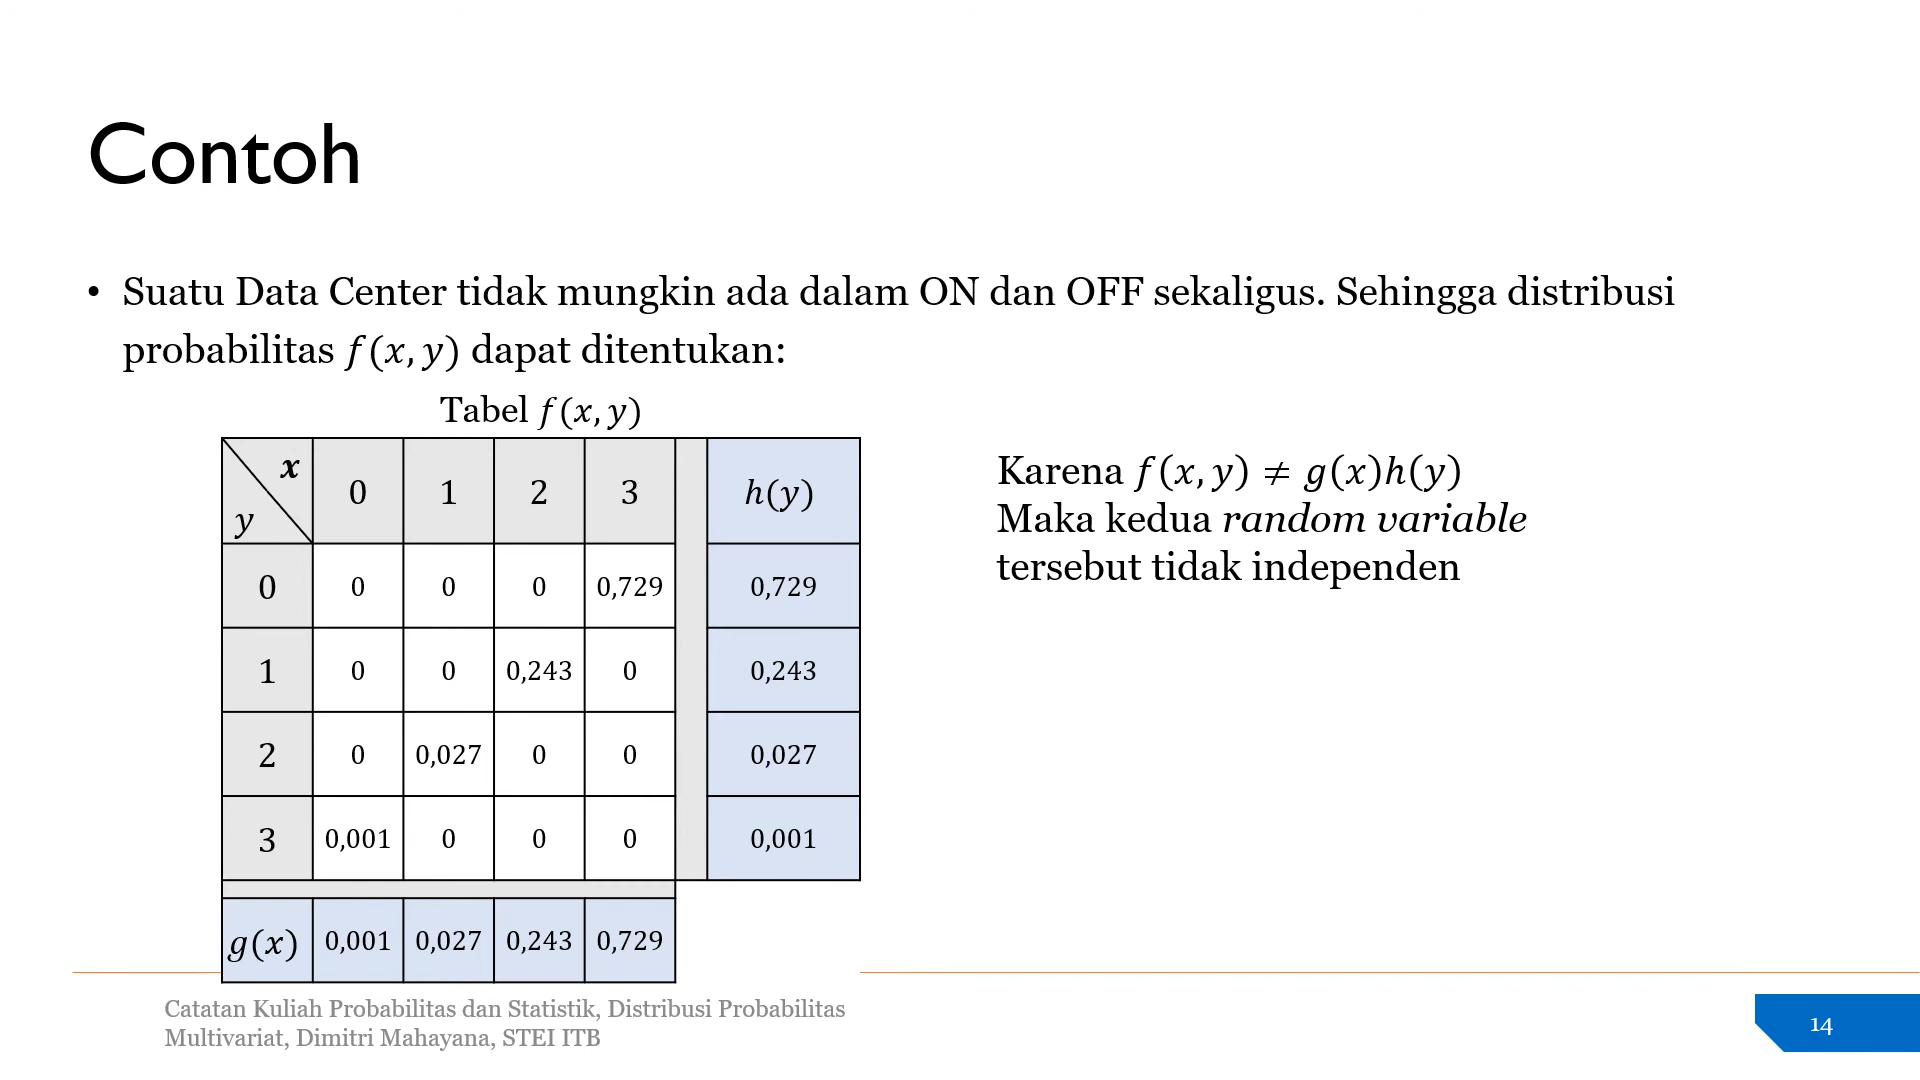 Contoh
• Suatu Data Center tidak mungkin ada dalam ON dan OFF sekaligus. Sehingga distribusi
probabilitas f(x, y) dapat ditentukan:
Tabel f(x, y)
x
y
0 1 2 3 h(y)
0 0 0 0 0,729 0,729
1 0 0 0,243 0 0,243
2 0 0,027 0 0 0,027
3 0,001 0 0 0 0,001
g(x) 0,001 0,027 0,243 0,729
Karena f(x, y) ≠ g(x)h(y)
Maka kedua random variable
tersebut tidak independen
Catatan Kuliah Probabilitas dan Statistik, Distribusi Probabilitas
Multivariat, Dimitri Mahayana, STEI ITB
14